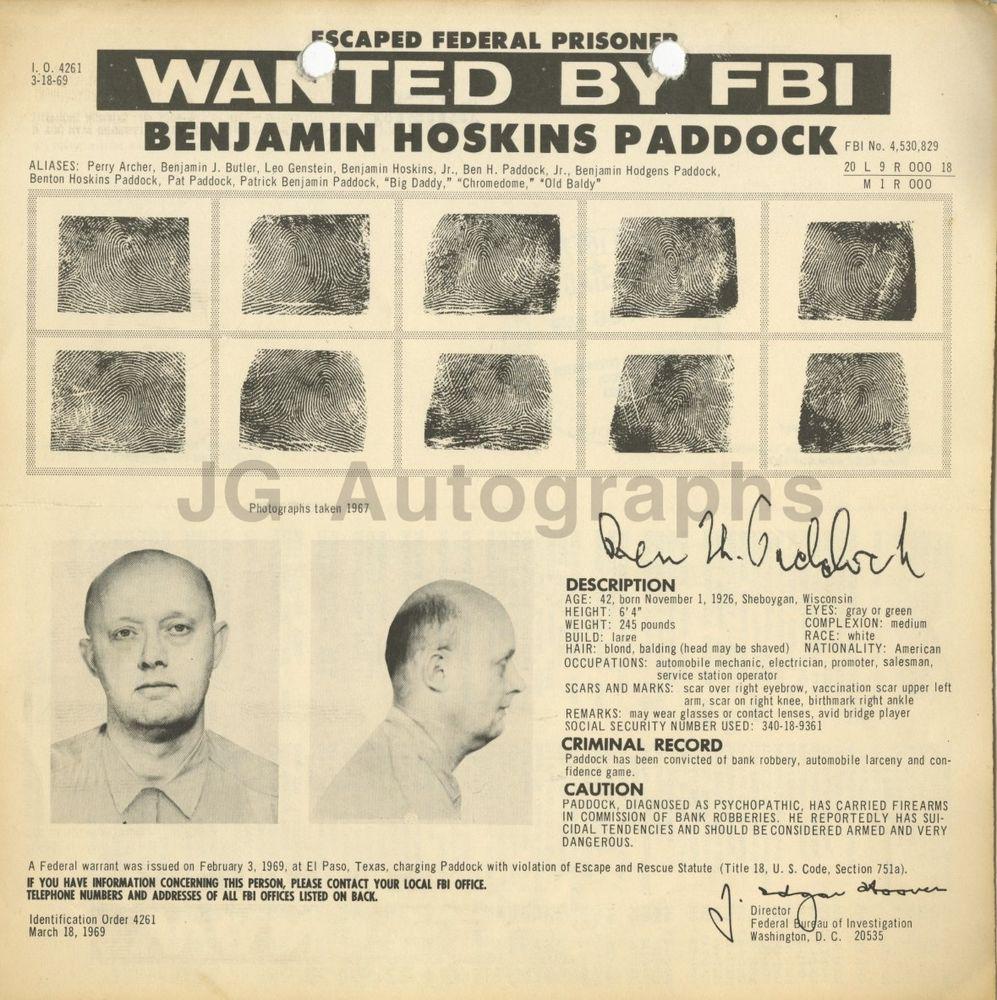 ESCAPED FEDERAL PRISONER
I. O. 4261
3-18-69
WANTED BY FBI
BENJAMIN HOSKINS PADDOCK
FBI No. 4,530,829
ALIASES: Perry Archer, Benjamin J. Butler, Leo Genstein, Benjamin Hoskins, Jr., Ben H. Paddock, Jr., Benjamin Hodgens Paddock,
Benton Hoskins Paddock, Pat Paddock, Patrick Benjamin Paddock, "Big Daddy," "Chromedome," "Old Baldy"
20 L 9 R 000 18
M 1 R 000
JG Autographs
Photographs taken 1967
Ben H. Paddock
DESCRIPTION
AGE: 42, born November 1, 1926, Sheboygan, Wisconsin
HEIGHT: 6'4" EYES: gray or green
WEIGHT: 245 pounds COMPLEXION: medium
BUILD: large RACE: white
HAIR: blond, balding (head may be shaved) NATIONALITY: American
OCCUPATIONS: automobile mechanic, electrician, promoter, salesman,
service station operator
SCARS AND MARKS: scar over right eyebrow, vaccination scar upper left
arm, scar on right knee, birthmark right ankle
REMARKS: may wear glasses or contact lenses, avid bridge player
SOCIAL SECURITY NUMBER USED: 340-18-9361
CRIMINAL RECORD
Paddock has been convicted of bank robbery, automobile larceny and con-
fidence game.
CAUTION
PADDOCK, DIAGNOSED AS PSYCHOPATHIC, HAS CARRIED FIREARMS
IN COMMISSION OF BANK ROBBERIES. HE REPORTEDLY HAS SUI-
CIDAL TENDENCIES AND SHOULD BE CONSIDERED ARMED AND VERY
DANGEROUS.
A Federal warrant was issued on February 3, 1969, at El Paso, Texas, charging Paddock with violation of Escape and Rescue Statute (Title 18, U. S. Code, Section 751a).
IF YOU HAVE INFORMATION CONCERNING THIS PERSON, PLEASE CONTACT YOUR LOCAL FBI OFFICE.
TELEPHONE NUMBERS AND ADDRESSES OF ALL FBI OFFICES LISTED ON BACK.
J. Edgar Hoover
Director
Federal Bureau of Investigation
Washington, D. C. 20535
Identification Order 4261
March 18, 1969